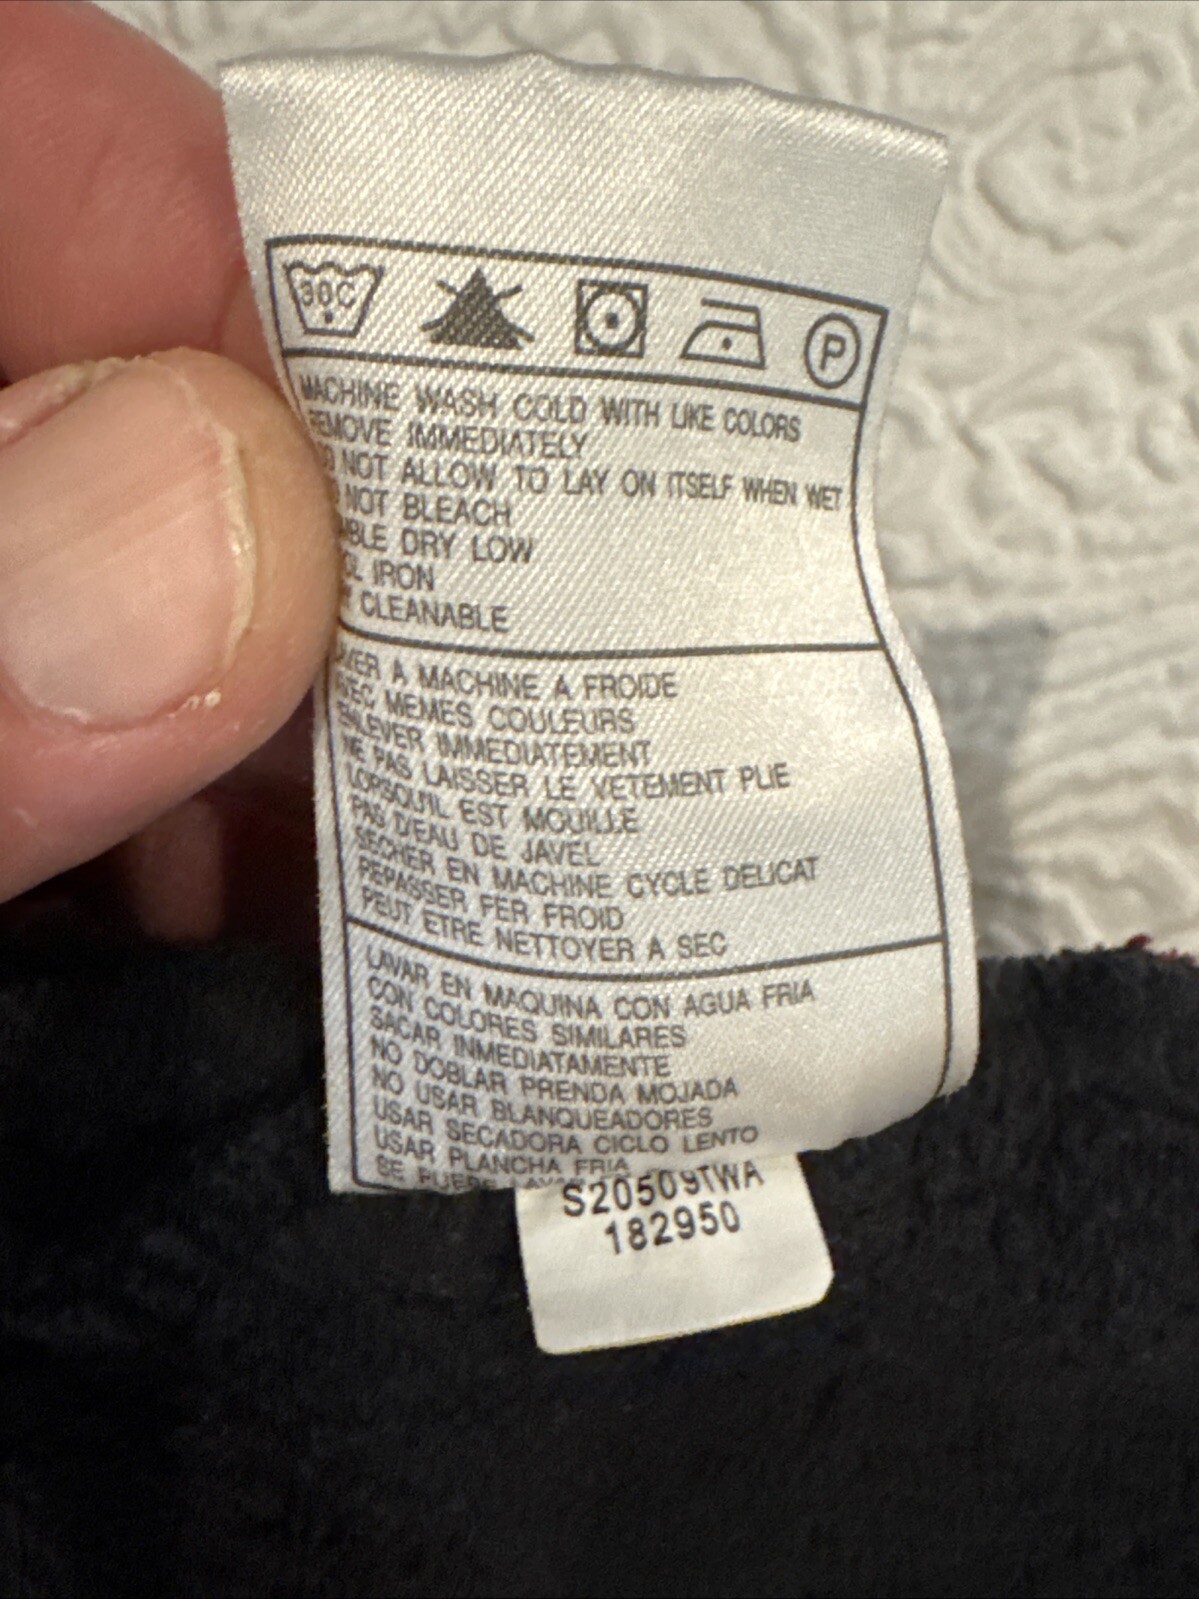 30C P
MACHINE WASH COLD WITH LIKE COLORS
REMOVE IMMEDIATELY
NOT ALLOW TO LAY ON ITSELF WHEN WET
NOT BLEACH
DRY LOW
IRON
CLEANABLE
A MACHINE A FROIDE
MEMES COULEURS
ENLEVER IMMEDIATEMENT
NE PAS LAISSER LE VETEMENT PLIE
LORSQU'IL EST MOUILLE
PAS D'EAU DE JAVEL
SECHER EN MACHINE CYCLE DELICAT
REPASSER FER FROID
PEUT ETRE NETTOYER A SEC
LAVAR EN MAQUINA CON AGUA FRIA
CON COLORES SIMILARES
SACAR INMEDIATAMENTE
NO DOBLAR PRENDA MOJADA
NO USAR BLANQUEADORES
USAR SECADORA CICLO LENTO
USAR PLANCHA FRIA
SE PUEDE
S20509TWA
182950